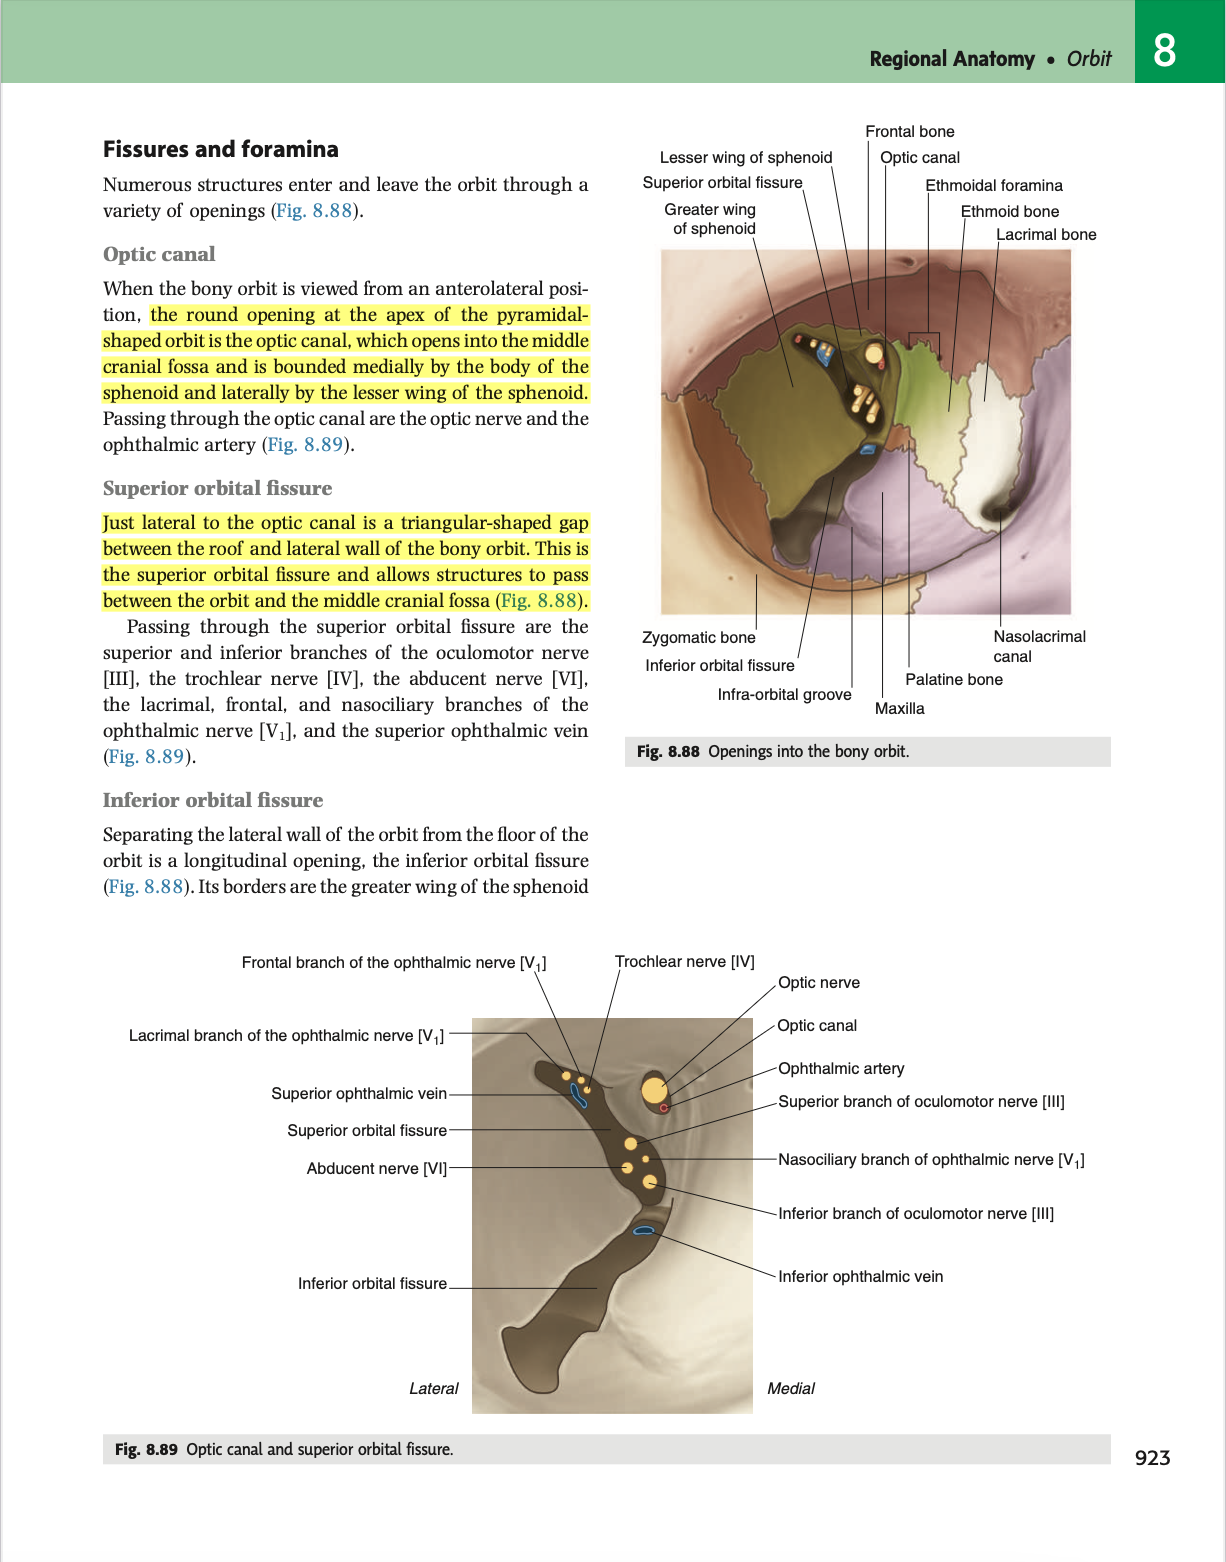 Regional Anatomy • Orbit
8
Fissures and foramina
Numerous structures enter and leave the orbit through a
variety of openings (Fig. 8.88).
Optic canal
When the bony orbit is viewed from an anterolateral posi-
tion, the round opening at the apex of the pyramidal-
shaped orbit is the optic canal, which opens into the middle
cranial fossa and is bounded medially by the body of the
sphenoid and laterally by the lesser wing of the sphenoid.
Passing through the optic canal are the optic nerve and the
ophthalmic artery (Fig. 8.89).
Superior orbital fissure
Just lateral to the optic canal is a triangular-shaped gap
between the roof and lateral wall of the bony orbit. This is
the superior orbital fissure and allows structures to pass
between the orbit and the middle cranial fossa (Fig. 8.88).
Passing through the superior orbital fissure are the
superior and inferior branches of the oculomotor nerve
[III], the trochlear nerve [IV], the abducent nerve [VI],
the lacrimal, frontal, and nasociliary branches of the
ophthalmic nerve [V₁], and the superior ophthalmic vein
(Fig. 8.89).
Inferior orbital fissure
Separating the lateral wall of the orbit from the floor of the
orbit is a longitudinal opening, the inferior orbital fissure
(Fig. 8.88). Its borders are the greater wing of the sphenoid
Frontal bone
Lesser wing of sphenoid
Optic canal
Superior orbital fissure
Ethmoidal foramina
Greater wing
of sphenoid
Ethmoid bone
Lacrimal bone
Zygomatic bone
Nasolacrimal
canal
Inferior orbital fissure
Palatine bone
Infra-orbital groove
Maxilla
Fig. 8.88 Openings into the bony orbit.
Frontal branch of the ophthalmic nerve [V₁]
Trochlear nerve [IV]
Optic nerve
Lacrimal branch of the ophthalmic nerve [V₁]
Optic canal
Ophthalmic artery
Superior ophthalmic vein
Superior branch of oculomotor nerve [III]
Superior orbital fissure
Abducent nerve [VI]
Nasociliary branch of ophthalmic nerve [V₁]
Inferior branch of oculomotor nerve [III]
Inferior orbital fissure
Inferior ophthalmic vein
Lateral
Medial
Fig. 8.89 Optic canal and superior orbital fissure.
923